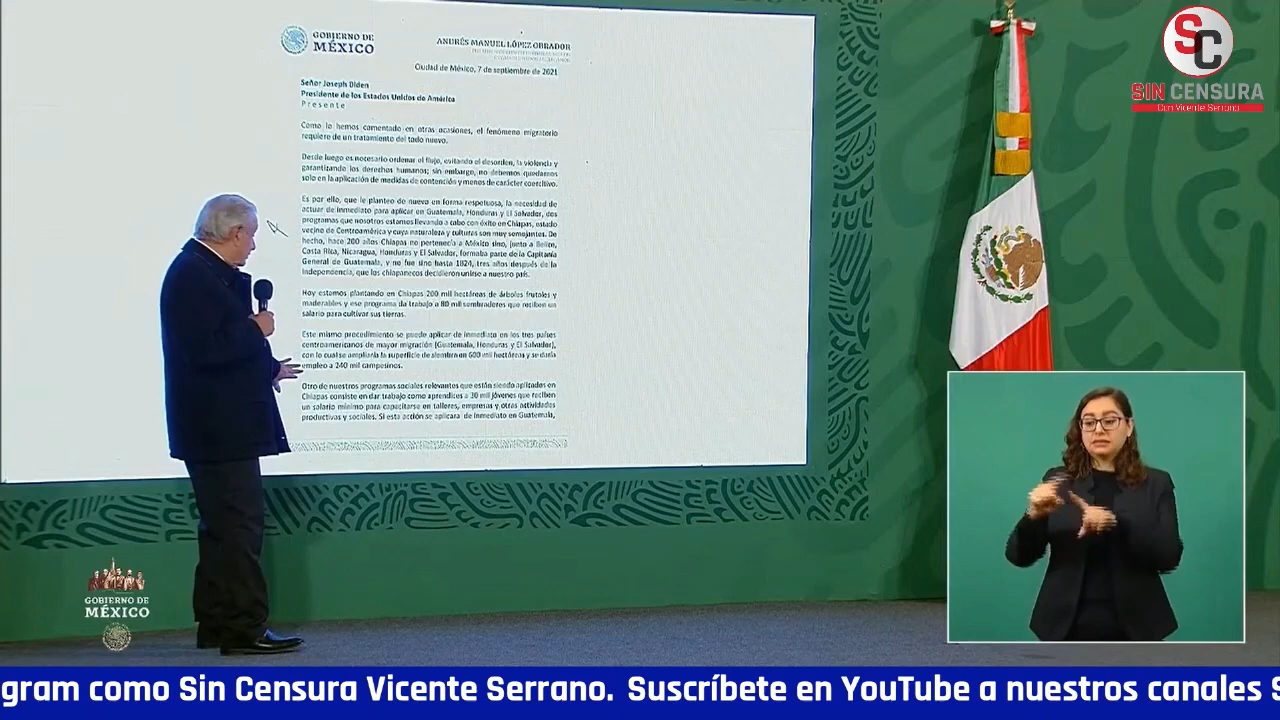 GOBIERNO DE
MÉXICO
ANDRÉS MANUEL LÓPEZ OBRADOR
Ciudad de México, 7 de septiembre de 2021
Señor Joseph Biden
Presidente de los Estados Unidos de América
Presente
Como lo hemos comentado en otras ocasiones, el fenómeno migratorio
requiere de un tratamiento del todo nuevo.
Desde luego es necesario ordenar el flujo, evitando el desorden, la violencia y
garantizando los derechos humanos; sin embargo, no debemos quedarnos
solo en la aplicación de medidas de contención y menos de carácter coercitivo.
Es por ello, que le planteo de nuevo en forma respetuosa, la necesidad de
actuar de inmediato para aplicar en Guatemala, Honduras y El Salvador, dos
programas que nosotros estamos llevando a cabo con éxito en Chiapas, estado
vecino de Centroamérica y cuya naturaleza y culturas son muy semejantes. De
hecho, hace 200 años Chiapas no pertenecía a México sino, junto a Belice,
Costa Rica, Nicaragua, Honduras y El Salvador, formaba parte de la Capitanía
General de Guatemala, y no fue sino hasta 1824, tres años después de la
Independencia, que los chiapanecos decidieron unirse a nuestro país.
Hoy estamos plantando en Chiapas 200 mil hectáreas de árboles frutales y
maderables y ese programa da trabajo a 80 mil sembradores que reciben un
salario para cultivar sus tierras.
Este mismo procedimiento se puede aplicar de inmediato en los tres países
centroamericanos de mayor migración (Guatemala, Honduras y El Salvador),
con lo cual se ampliaría la superficie de siembra en 600 mil hectáreas y se daría
empleo a 240 mil campesinos.
Otro de nuestros programas sociales relevantes que están siendo aplicados en
Chiapas consiste en dar trabajo como aprendices a 30 mil jóvenes que reciben
un salario mínimo para capacitarse en talleres, empresas y otras actividades
productivas y sociales. Si esta acción se aplicara de inmediato en Guatemala,
SC
SIN CENSURA
Con Vicente Serrano
GOBIERNO DE
MÉXICO
gram como Sin Censura Vicente Serrano. Suscríbete en YouTube a nuestros canales S